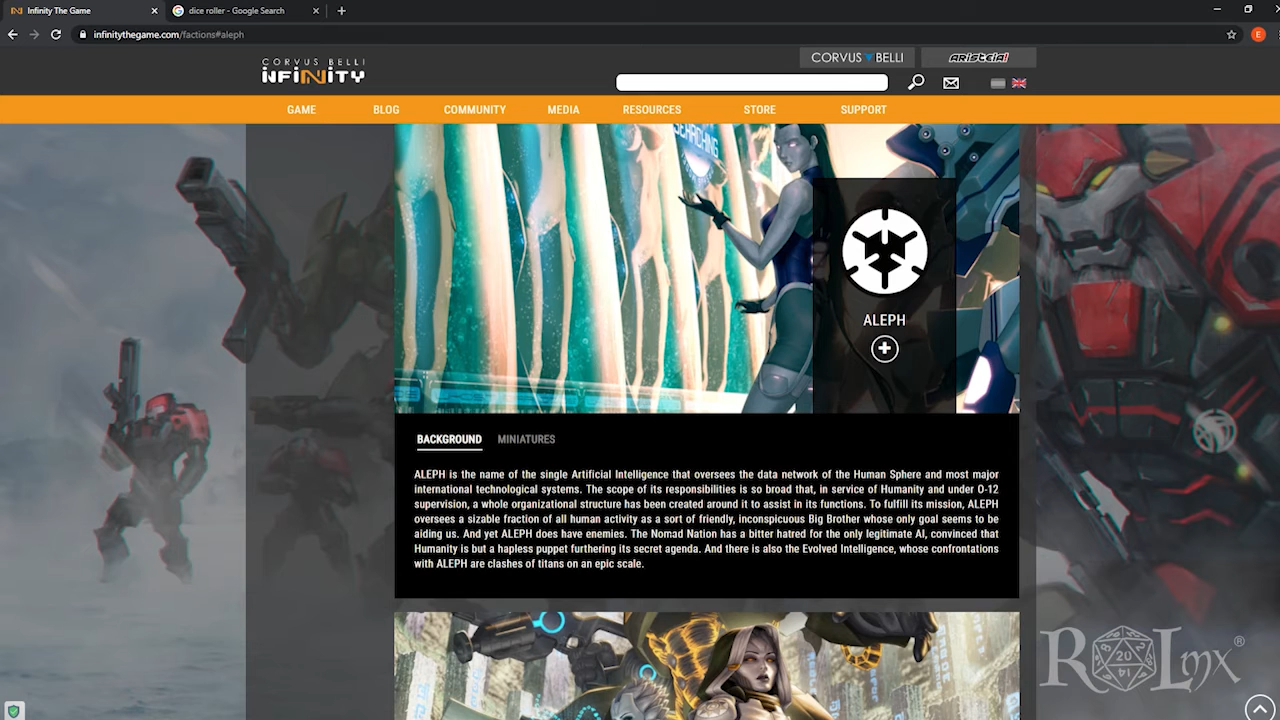 Infinity The Game
dice roller - Google Search
infinitythegame.com/factions#aleph
E
CORVUS BELLI
INFINITY
CORVUS BELLI
ARISTEIA!
GAME BLOG COMMUNITY MEDIA RESOURCES STORE SUPPORT
SEARCHING
ALEPH
BACKGROUND MINIATURES
ALEPH is the name of the single Artificial Intelligence that oversees the data network of the Human Sphere and most major
international technological systems. The scope of its responsibilities is so broad that, in service of Humanity and under O-12
supervision, a whole organizational structure has been created around it to assist in its functions. To fulfill its mission, ALEPH
oversees a sizable fraction of all human activity as a sort of friendly, inconspicuous Big Brother whose only goal seems to be
aiding us. And yet ALEPH does have enemies. The Nomad Nation has a bitter hatred for the only legitimate AI, convinced that
Humanity is but a hapless puppet furthering its secret agenda. And there is also the Evolved Intelligence, whose confrontations
with ALEPH are clashes of titans on an epic scale.
ROLmx®
20